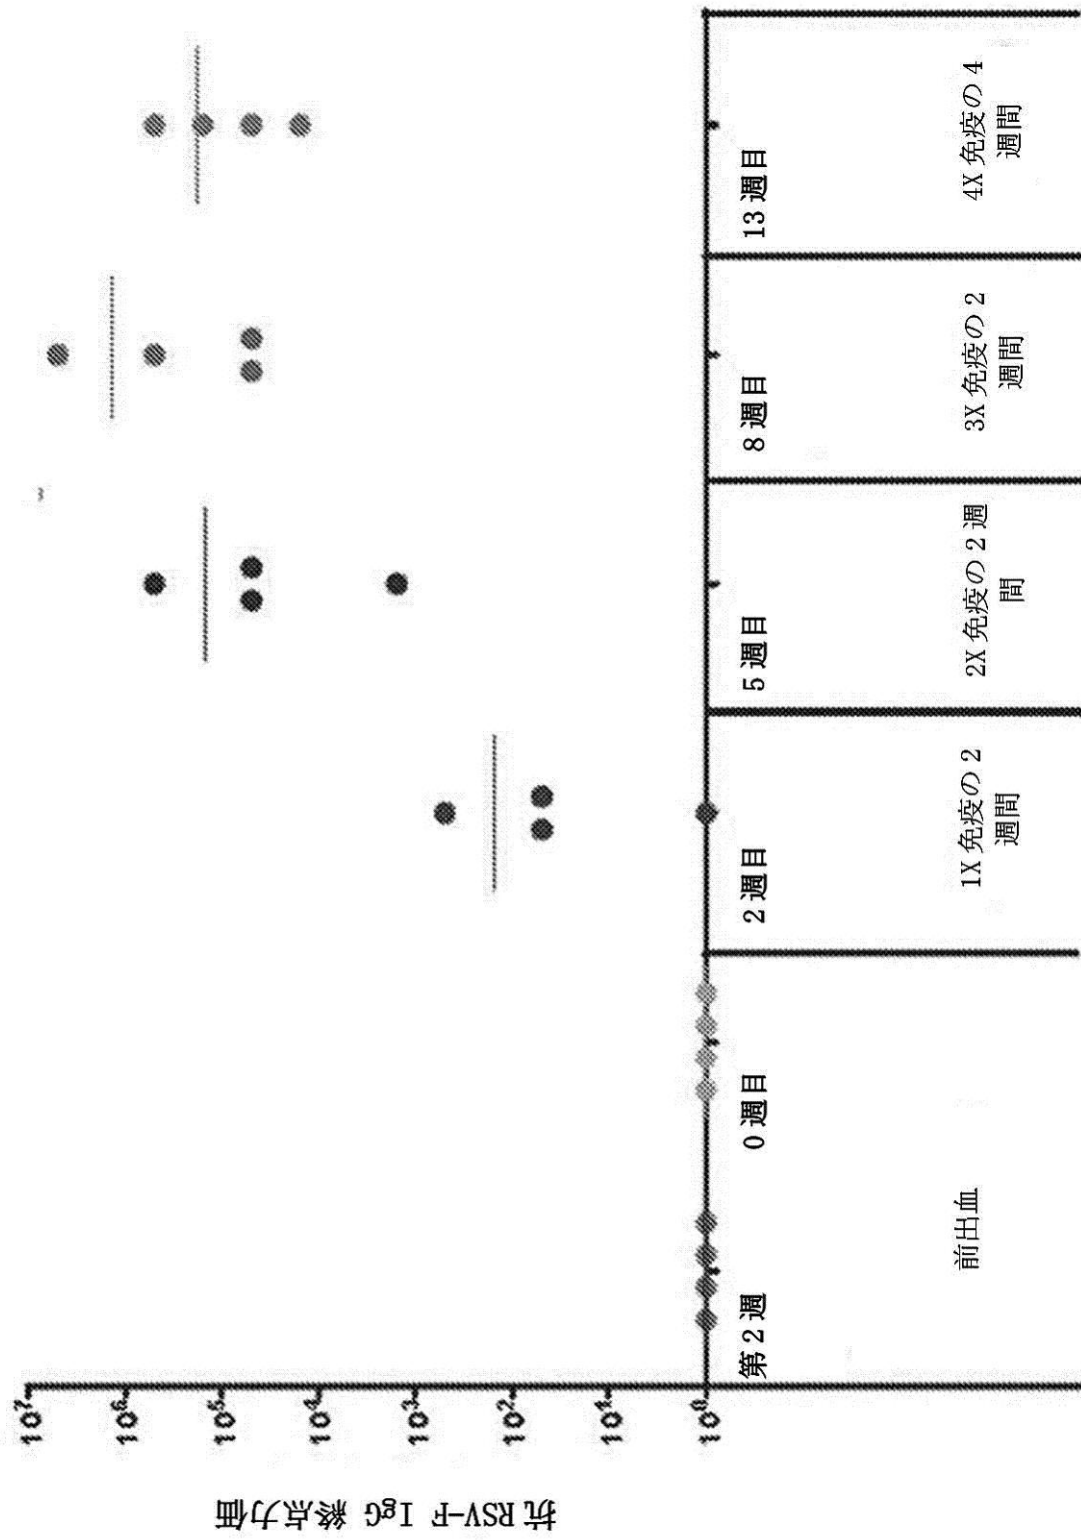 抗 RSV-F IgG 終点力価
10⁷
10⁶
10⁵
10⁴
10³
10²
10¹
10⁰
第2週
0週目
2週目
5週目
8週目
13週目
前出血
1X 免疫の 2
週間
2X 免疫の 2 週
間
3X 免疫の 2
週間
4X 免疫の 4
週間